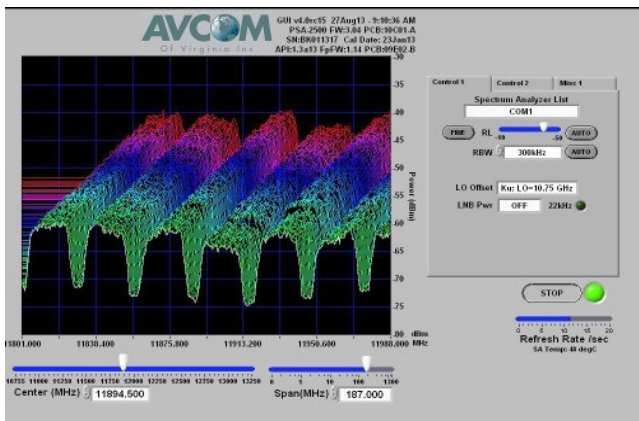 AVCOM
Of Virginia Inc.
GUI v4.0rc15 27Aug13 - 9:10:36 AM
PSA-2500 FW:3.04 PCB:10C01-A
SN:BK011317 Cal Date: 23Jan13
API:1.3a13 FpFW:1.14 PCB:09E02-B
-30
-35
-40
-45
-50
-55
-60
-65
-70
-75
-80 dBm
Power (dBm)
11801.000 11838.400 11875.800 11913.200 11950.600 11988.000 MHz
10755 11000 11250 11500 11750 12000 12250 12500 12750 13000 13250
Center (MHz) 11894.500
0 5 10 100 1300
Span(MHz) 187.000
Control 1 Control 2 Misc 1
Spectrum Analyzer List
COM1
FINE RL -90 -50 AUTO
RBW 300kHz AUTO
LO Offset Ku: LO=10.75 GHz
LNB Pwr OFF 22kHz
STOP
0 5 10 15 20
Refresh Rate /sec
SA Temp: 48 degC